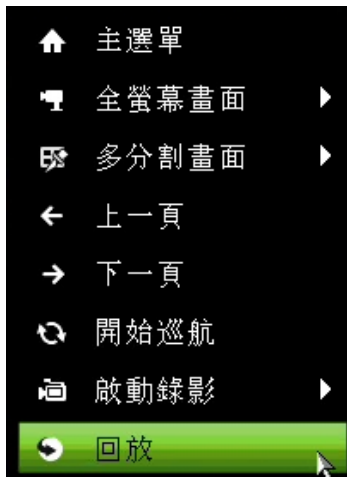 主選單
全螢幕畫面
多分割畫面
上一頁
下一頁
開始巡航
啟動錄影
回放